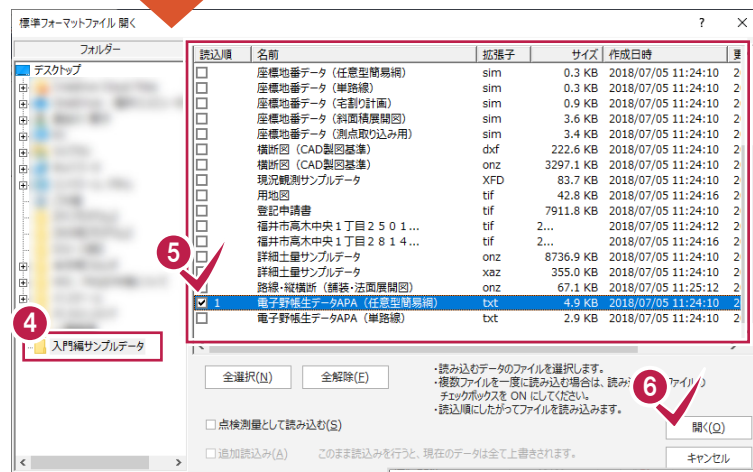 標準フォーマットファイル 開く ? ×
フォルダー
読込順 名前 拡張子 サイズ 作成日時 更
デスクトップ
座標地番データ（任意型簡易網） sim 0.3 KB 2018/07/05 11:24:10 2
座標地番データ（単路線） sim 0.3 KB 2018/07/05 11:24:10 2
座標地番データ（宅割り計画） sim 0.9 KB 2018/07/05 11:24:10 2
座標地番データ（斜面積展開図） sim 3.6 KB 2018/07/05 11:24:10 2
座標地番データ（測点取り込み用） sim 3.4 KB 2018/07/05 11:24:10 2
横断図（CAD製図基準） dxf 222.6 KB 2018/07/05 11:24:10 2
横断図（CAD製図基準） onz 3297.1 KB 2018/07/05 11:24:10 2
現況観測サンプルデータ XFD 83.7 KB 2018/07/05 11:24:10 2
用地図 tif 42.8 KB 2018/07/05 11:24:16 2
登記申請書 tif 7911.8 KB 2018/07/05 11:24:10 2
福井市高木中央１丁目２５０１... tif 2... 2018/07/05 11:24:12 2
福井市高木中央１丁目２８１４... tif 2... 2018/07/05 11:24:16 2
詳細土量サンプルデータ onz 8736.9 KB 2018/07/05 11:24:10 2
詳細土量サンプルデータ xaz 355.0 KB 2018/07/05 11:24:10 2
路線・縦横断（舗装・法面展開図） onz 67.1 KB 2018/07/05 11:25:12 2
1 電子野帳生データAPA（任意型簡易網） txt 4.9 KB 2018/07/05 11:24:10 2
電子野帳生データAPA（単路線） txt 2.9 KB 2018/07/05 11:24:10 2
5
4
入門編サンプルデータ
全選択(N) 全解除(F)
・読み込むデータのファイルを選択します。
・複数ファイルを一度に読み込む場合は、読み ファイルの
チェックボックスを ON にしてください。
・読込順にしたがってファイルを読み込みます。
6
点検測量として読み込む(S)
開く(O)
追加読込み(A) このまま読込みを行うと、現在のデータは全て上書きされます。
キャンセル